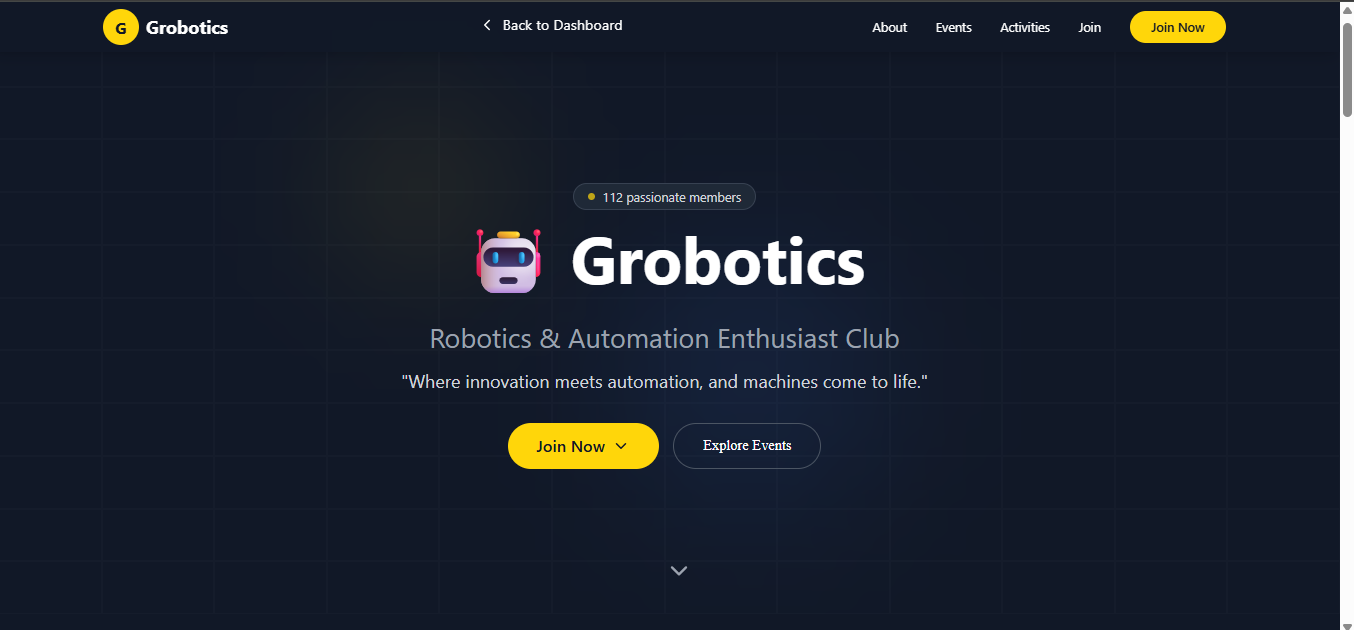 G Grobotics
Back to Dashboard
About Events Activities Join Join Now
112 passionate members
Grobotics
Robotics & Automation Enthusiast Club
"Where innovation meets automation, and machines come to life."
Join Now
Explore Events